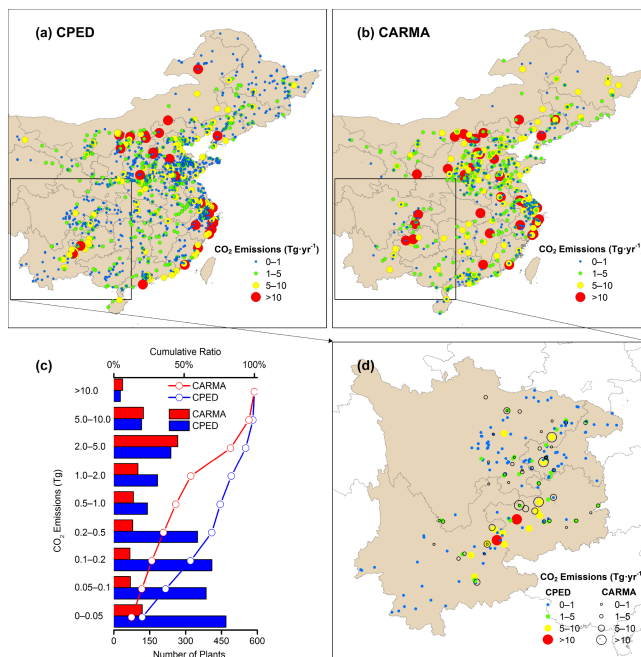 (a) CPED
CO2 Emissions (Tg·yr-1)
0–1
1–5
5–10
>10
(b) CARMA
CO2 Emissions (Tg·yr-1)
0–1
1–5
5–10
>10
(c)
Cumulative Ratio
0% 50% 100%
CARMA
CPED
CARMA
CPED
CO2 Emissions (Tg)
>10.0
5.0–10.0
2.0–5.0
1.0–2.0
0.5–1.0
0.2–0.5
0.1–0.2
0.05–0.1
0–0.05
0 150 300 450 600
Number of Plants
(d)
CO2 Emissions (Tg·yr-1)
CPED CARMA
0–1 0–1
1–5 1–5
5–10 5–10
>10 >10